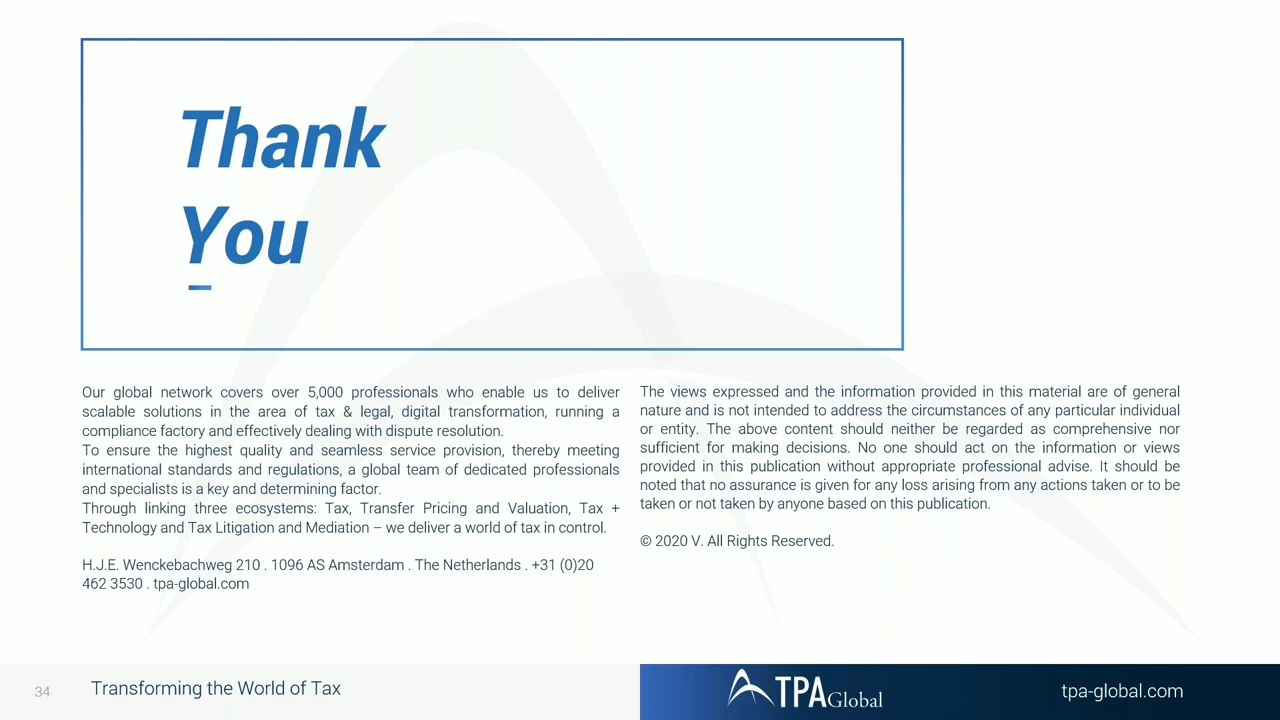 Thank
You
Our global network covers over 5,000 professionals who enable us to deliver
scalable solutions in the area of tax & legal, digital transformation, running a
compliance factory and effectively dealing with dispute resolution.
To ensure the highest quality and seamless service provision, thereby meeting
international standards and regulations, a global team of dedicated professionals
and specialists is a key and determining factor.
Through linking three ecosystems: Tax, Transfer Pricing and Valuation, Tax +
Technology and Tax Litigation and Mediation – we deliver a world of tax in control.
H.J.E. Wenckebachweg 210 . 1096 AS Amsterdam . The Netherlands . +31 (0)20
462 3530 . tpa-global.com
The views expressed and the information provided in this material are of general
nature and is not intended to address the circumstances of any particular individual
or entity. The above content should neither be regarded as comprehensive nor
sufficient for making decisions. No one should act on the information or views
provided in this publication without appropriate professional advise. It should be
noted that no assurance is given for any loss arising from any actions taken or to be
taken or not taken by anyone based on this publication.
© 2020 V. All Rights Reserved.
34
Transforming the World of Tax
TPAGlobal
tpa-global.com